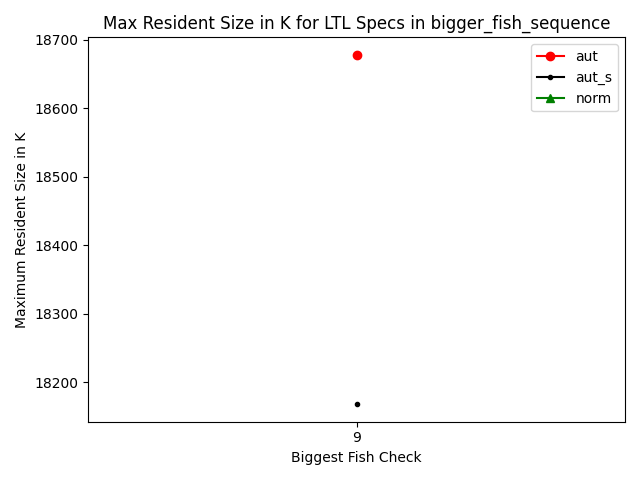 Max Resident Size in K for LTL Specs in bigger_fish_sequence
18700
18600
18500
18400
18300
18200
Maximum Resident Size in K
aut
aut_s
norm
9
Biggest Fish Check